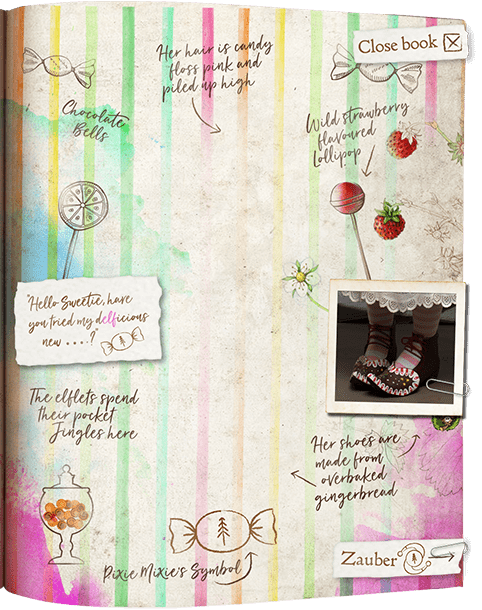 Close book
Her hair is candy
floss pink and
piled up high
Chocolate
Bells
Wild strawberry
flavoured
Lollipop
"Hello Sweetie, have
you tried my delficious
new ....?"
The elflets spend
their pocket
Jingles here
Her shoes are
made from
overbaked
gingerbread
Pixie Mixie's Symbol
Zauber